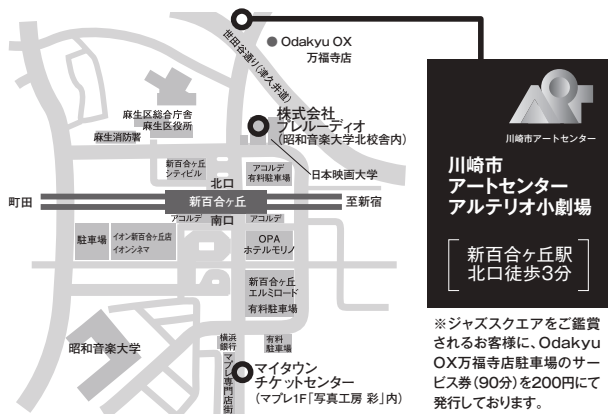 世田谷通り(津久井道)
Odakyu OX
万福寺店
麻生区総合庁舎
麻生区役所
麻生消防署
株式会社
プレルーディオ
(昭和音楽大学北校舎内)
新百合ヶ丘
シティビル
北口
アコルデ
有料駐車場
日本映画大学
町田
新百合ヶ丘
至新宿
アコルデ
南口
アコルデ
駐車場
イオン新百合ヶ丘店
イオンシネマ
OPA
ホテルモリノ
新百合ヶ丘
エルミロード
有料駐車場
昭和音楽大学
横浜
銀行
有料
駐車場
マプレ専門店街
マイタウン
チケットセンター
(マプレ1F「写真工房 彩」内)
ART
川崎市アートセンター
川崎市
アートセンター
アルテリオ小劇場
新百合ヶ丘駅
北口徒歩3分
※ジャズスクエアをご鑑賞
されるお客様に、Odakyu
OX万福寺店駐車場のサー
ビス券(90分)を200円にて
発行しております。